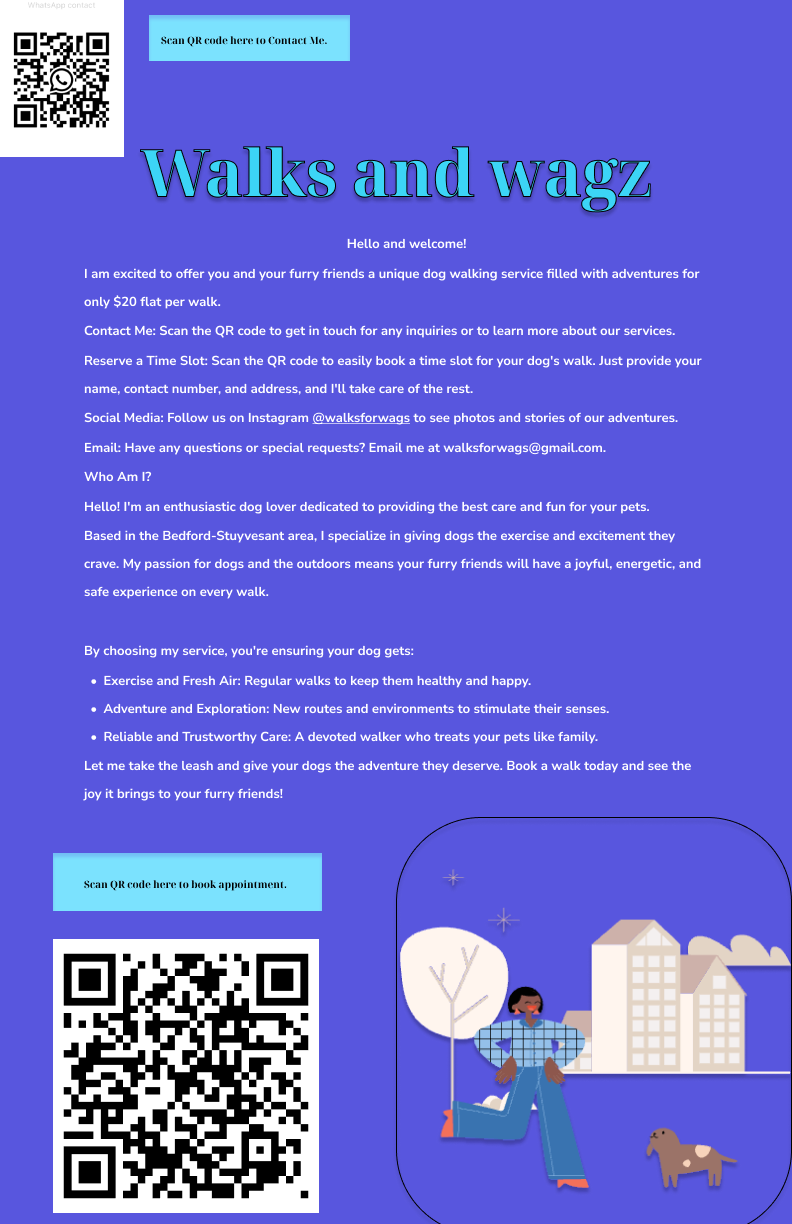 WhatsApp contact
Scan QR code here to Contact Me.
Walks and wagz
Hello and welcome!
I am excited to offer you and your furry friends a unique dog walking service filled with adventures for
only $20 flat per walk.
Contact Me: Scan the QR code to get in touch for any inquiries or to learn more about our services.
Reserve a Time Slot: Scan the QR code to easily book a time slot for your dog's walk. Just provide your
name, contact number, and address, and I'll take care of the rest.
Social Media: Follow us on Instagram @walksforwags to see photos and stories of our adventures.
Email: Have any questions or special requests? Email me at walksforwags@gmail.com.
Who Am I?
Hello! I'm an enthusiastic dog lover dedicated to providing the best care and fun for your pets.
Based in the Bedford-Stuyvesant area, I specialize in giving dogs the exercise and excitement they
crave. My passion for dogs and the outdoors means your furry friends will have a joyful, energetic, and
safe experience on every walk.
By choosing my service, you're ensuring your dog gets:
• Exercise and Fresh Air: Regular walks to keep them healthy and happy.
• Adventure and Exploration: New routes and environments to stimulate their senses.
• Reliable and Trustworthy Care: A devoted walker who treats your pets like family.
Let me take the leash and give your dogs the adventure they deserve. Book a walk today and see the
joy it brings to your furry friends!
Scan QR code here to book appointment.